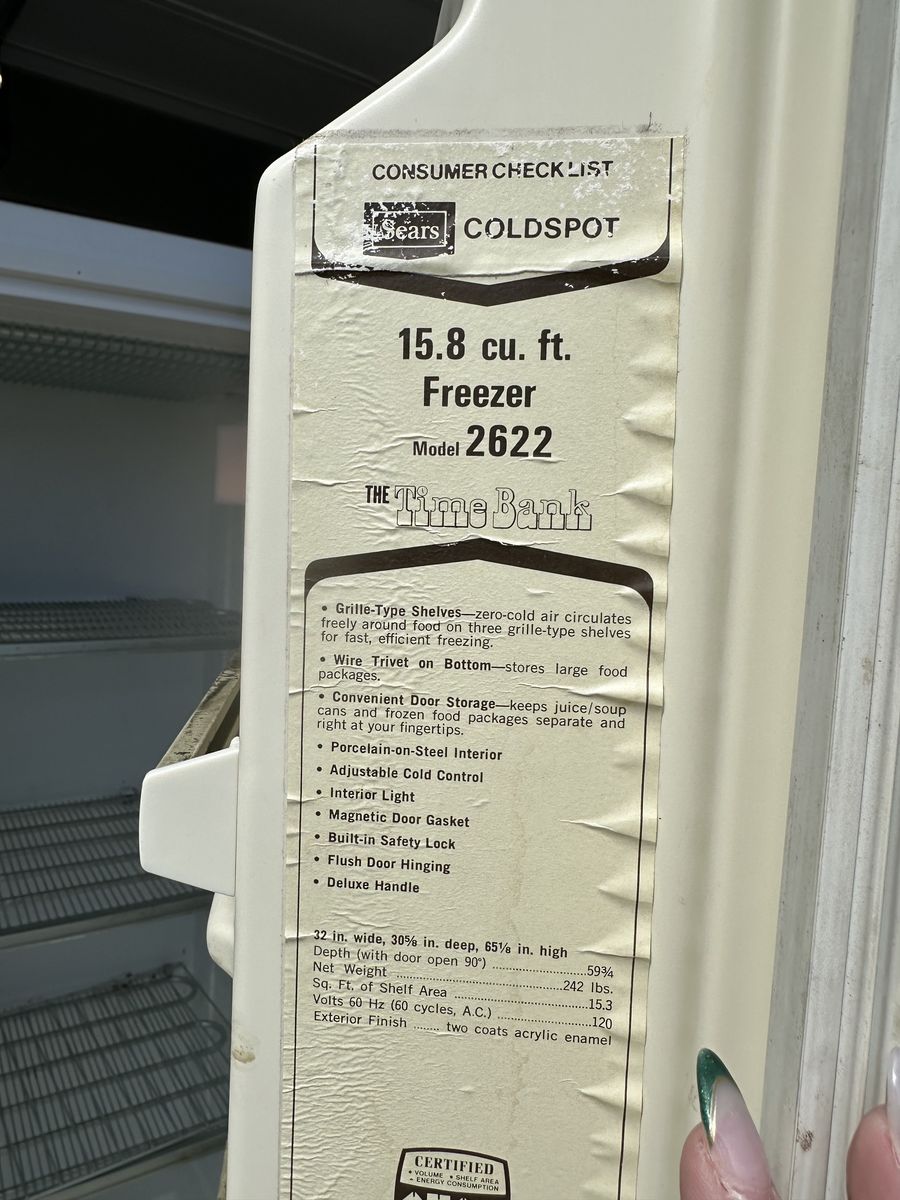 CONSUMER CHECK LIST
Sears COLDSPOT
15.8 cu. ft.
Freezer
Model 2622
THE Time Bank
• Grille-Type Shelves—zero-cold air circulates
freely around food on three grille-type shelves
for fast, efficient freezing.
• Wire Trivet on Bottom—stores large food
packages.
• Convenient Door Storage—keeps juice/soup
cans and frozen food packages separate and
right at your fingertips.
• Porcelain-on-Steel Interior
• Adjustable Cold Control
• Interior Light
• Magnetic Door Gasket
• Built-in Safety Lock
• Flush Door Hinging
• Deluxe Handle
32 in. wide, 30⅝ in. deep, 65⅛ in. high
Depth (with door open 90°) ........................59¾
Net Weight ..........................................242 lbs.
Sq. Ft. of Shelf Area .................................15.3
Volts 60 Hz (60 cycles, A.C.) ........................120
Exterior Finish ....... two coats acrylic enamel
CERTIFIED
• VOLUME • SHELF AREA
• ENERGY CONSUMPTION